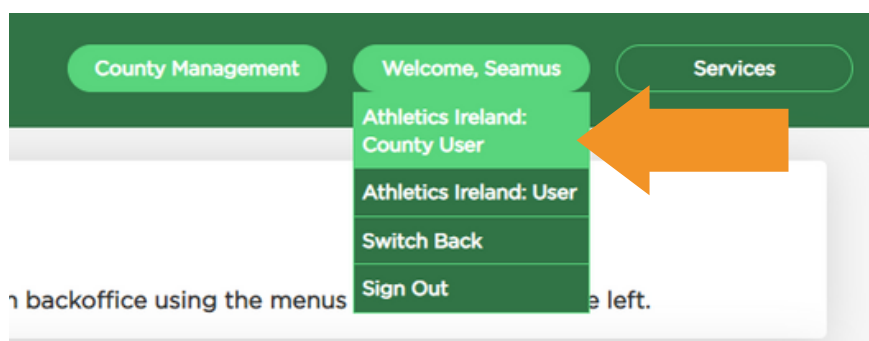 County Management
Welcome, Seamus
Services
Athletics Ireland:
County User
Athletics Ireland: User
Switch Back
Sign Out
backoffice using the menus
left.